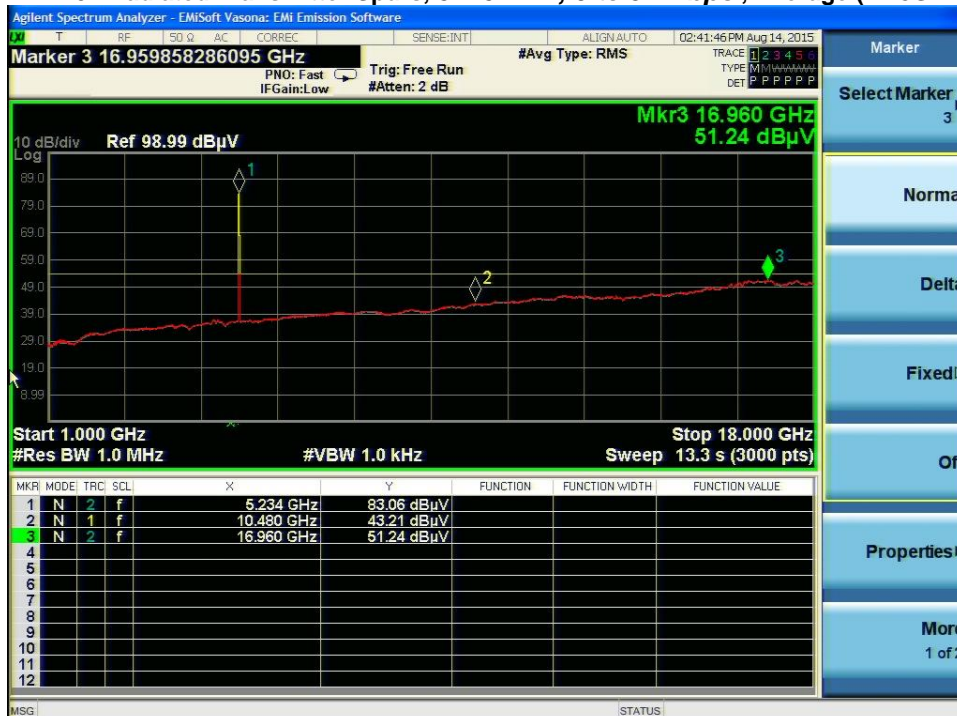 Agilent Spectrum Analyzer - EMiSoft Vasona: EMI Emission Software
LXI T RF 50 Ω AC CORREC SENSE:INT ALIGN AUTO 02:41:46 PM Aug 14, 2015
Marker 3 16.959858286095 GHz
#Avg Type: RMS
TRACE 1 2 3 4 5 6
TYPE M M W W W W
DET P P P P P P
PNO: Fast
IFGain:Low
Trig: Free Run
#Atten: 2 dB
Mkr3 16.960 GHz
51.24 dBµV
10 dB/div Ref 98.99 dBµV
Log
89.0
79.0
69.0
59.0
49.0
39.0
29.0
19.0
8.99
1
2
3
Start 1.000 GHz Stop 18.000 GHz
#Res BW 1.0 MHz #VBW 1.0 kHz Sweep 13.3 s (3000 pts)
MKR MODE TRC SCL X Y FUNCTION FUNCTION WIDTH FUNCTION VALUE
1 N 2 f 5.234 GHz 83.06 dBµV
2 N 1 f 10.480 GHz 43.21 dBµV
3 N 2 f 16.960 GHz 51.24 dBµV
4
5
6
7
8
9
10
11
12
MSG STATUS
Marker
Select Marker
3
Norma
Delta
Fixed
Of
Properties
More
1 of 2